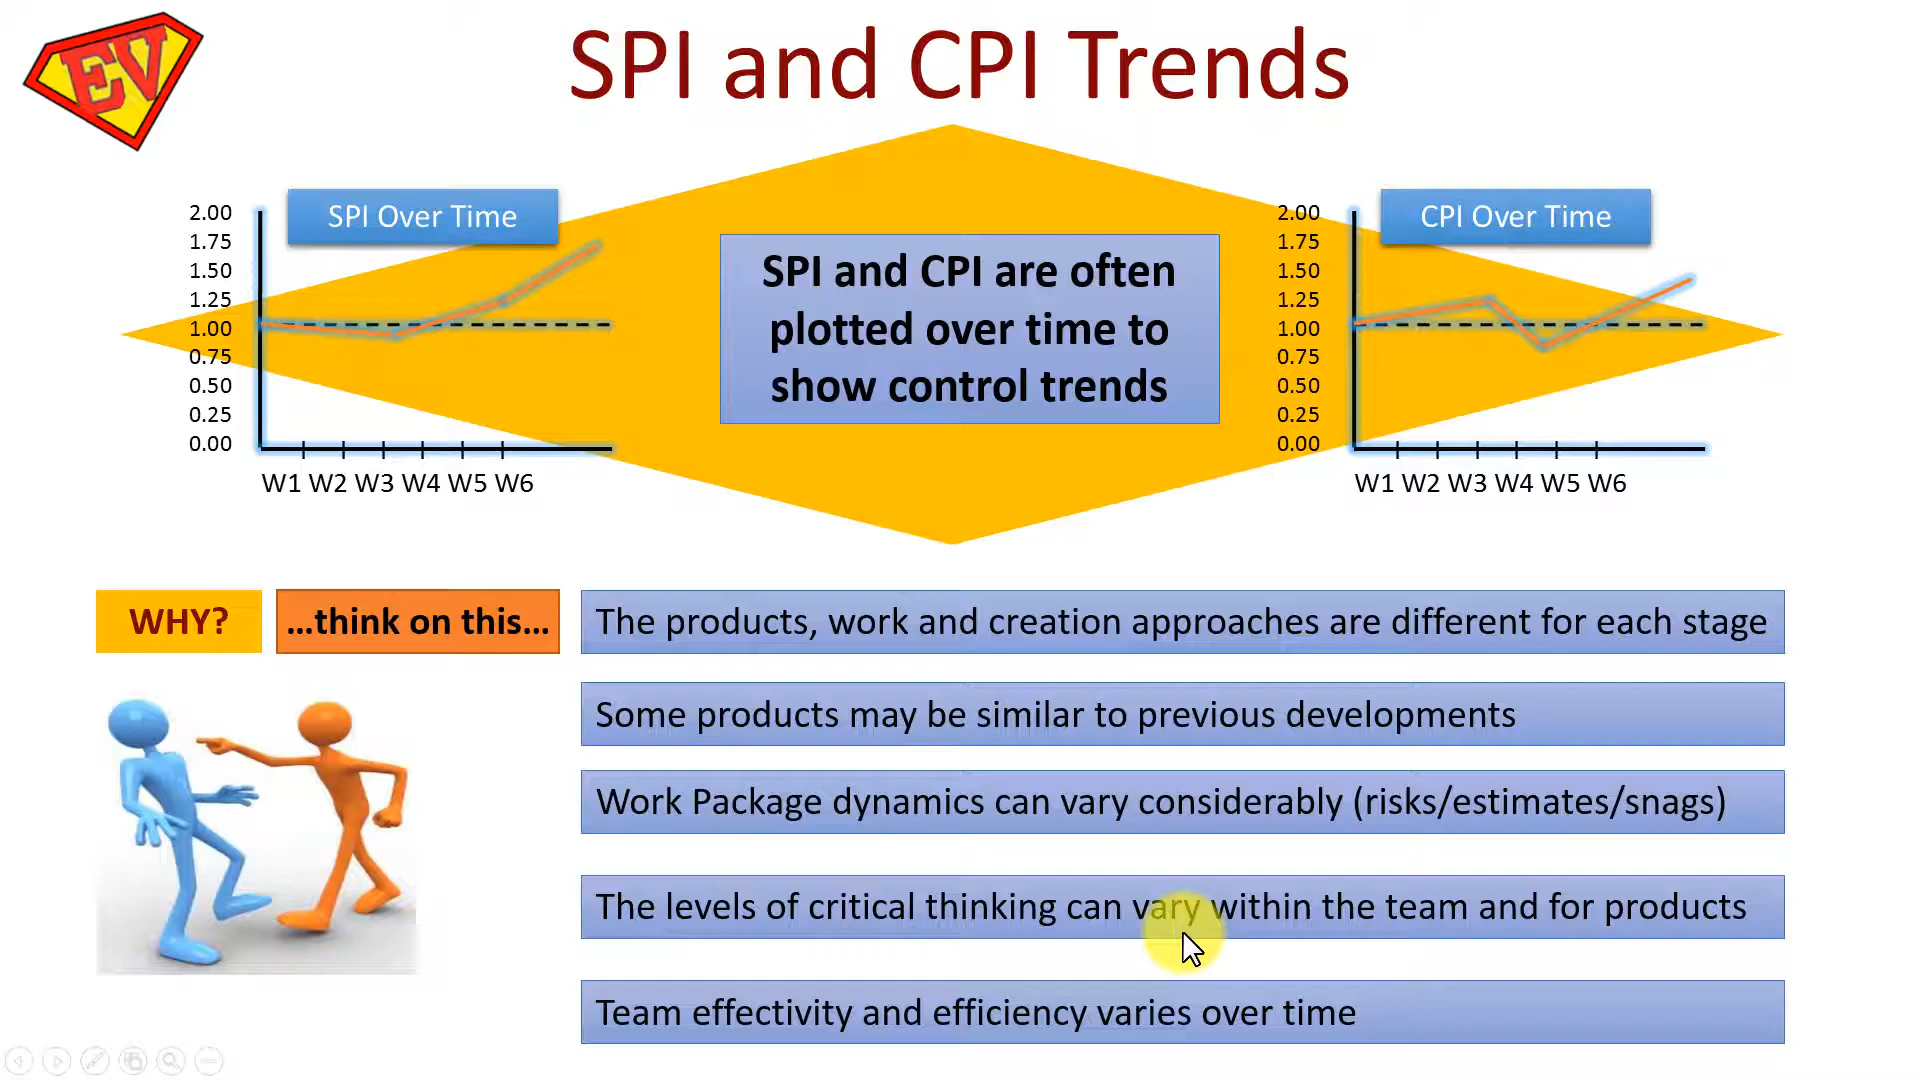 EV
SPI and CPI Trends
SPI Over Time
2.00
1.75
1.50
1.25
1.00
0.75
0.50
0.25
0.00
W1 W2 W3 W4 W5 W6
SPI and CPI are often
plotted over time to
show control trends
CPI Over Time
2.00
1.75
1.50
1.25
1.00
0.75
0.50
0.25
0.00
W1 W2 W3 W4 W5 W6
WHY?
...think on this...
The products, work and creation approaches are different for each stage
Some products may be similar to previous developments
Work Package dynamics can vary considerably (risks/estimates/snags)
The levels of critical thinking can vary within the team and for products
Team effectivity and efficiency varies over time